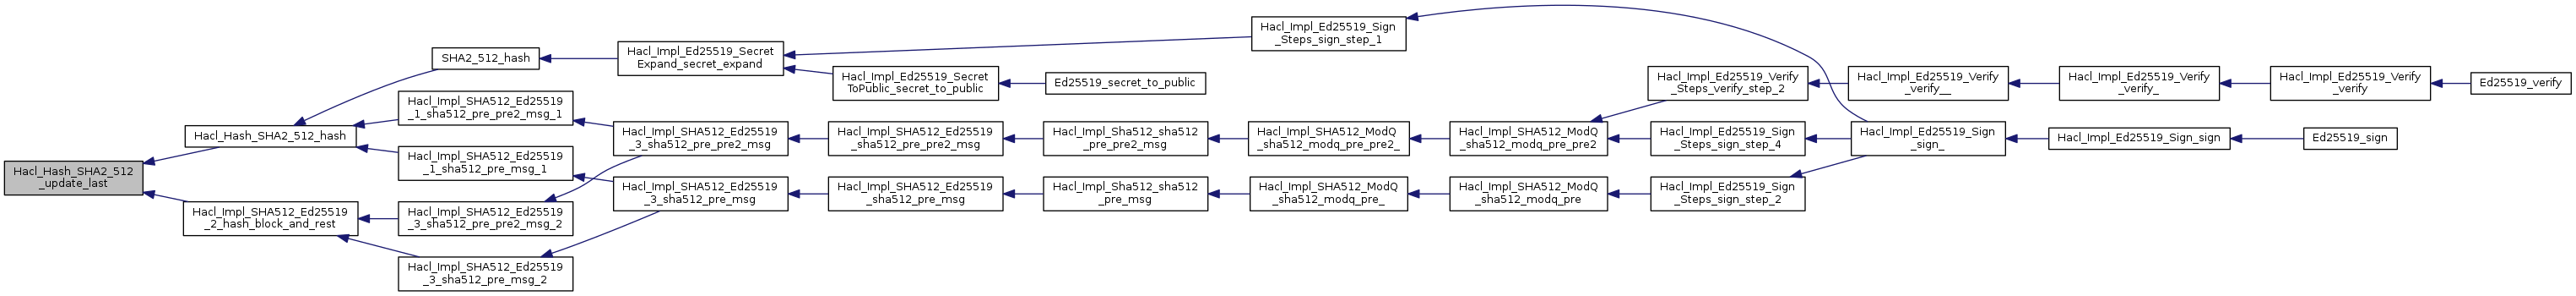 Hacl_Hash_SHA2_512
_update_last
Hacl_Hash_SHA2_512_hash
Hacl_Impl_SHA512_Ed25519
_2_hash_block_and_rest
SHA2_512_hash
Hacl_Impl_SHA512_Ed25519
_1_sha512_pre_pre2_msg_1
Hacl_Impl_SHA512_Ed25519
_1_sha512_pre_msg_1
Hacl_Impl_SHA512_Ed25519
_3_sha512_pre_pre2_msg_2
Hacl_Impl_SHA512_Ed25519
_3_sha512_pre_msg_2
Hacl_Impl_Ed25519_Secret
Expand_secret_expand
Hacl_Impl_SHA512_Ed25519
_3_sha512_pre_pre2_msg
Hacl_Impl_SHA512_Ed25519
_3_sha512_pre_msg
Hacl_Impl_Ed25519_Secret
ToPublic_secret_to_public
Hacl_Impl_SHA512_Ed25519
_sha512_pre_pre2_msg
Hacl_Impl_SHA512_Ed25519
_sha512_pre_msg
Ed25519_secret_to_public
Hacl_Impl_Sha512_sha512
_pre_pre2_msg
Hacl_Impl_Sha512_sha512
_pre_msg
Hacl_Impl_Ed25519_Sign
_Steps_sign_step_1
Hacl_Impl_SHA512_ModQ
_sha512_modq_pre_pre2_
Hacl_Impl_SHA512_ModQ
_sha512_modq_pre_
Hacl_Impl_SHA512_ModQ
_sha512_modq_pre_pre2
Hacl_Impl_SHA512_ModQ
_sha512_modq_pre
Hacl_Impl_Ed25519_Verify
_Steps_verify_step_2
Hacl_Impl_Ed25519_Sign
_Steps_sign_step_4
Hacl_Impl_Ed25519_Sign
_Steps_sign_step_2
Hacl_Impl_Ed25519_Verify
_verify__
Hacl_Impl_Ed25519_Sign
_sign_
Hacl_Impl_Ed25519_Verify
_verify_
Hacl_Impl_Ed25519_Sign_sign
Hacl_Impl_Ed25519_Verify
_verify
Ed25519_sign
Ed25519_verify